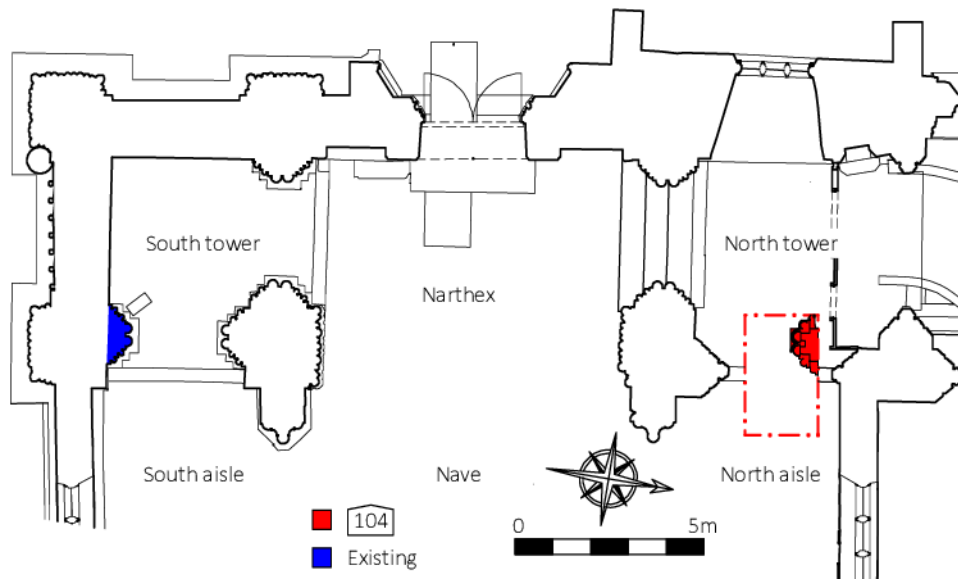 South tower
North tower
Narthex
South aisle
Nave
North aisle
104
0
5m
Existing